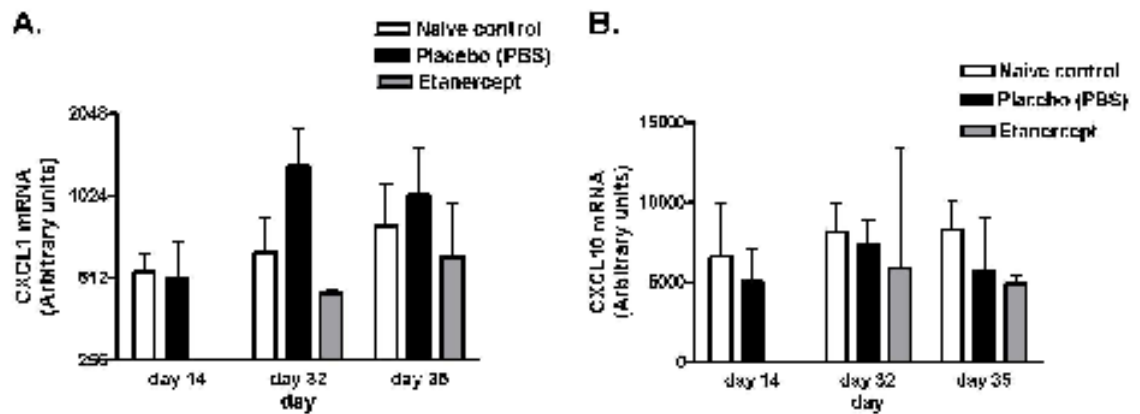 A.
Naive control
Placebo (PBS)
Etanercept
2048
1024
512
256
CXCL1 mRNA
(Arbitrary units)
day 14
day 32
day 35
day
B.
Naive control
Placebo (PBS)
Etanercept
15000
10000
5000
0
CXCL10 mRNA
(Arbitrary units)
day 14
day 32
day 35
day